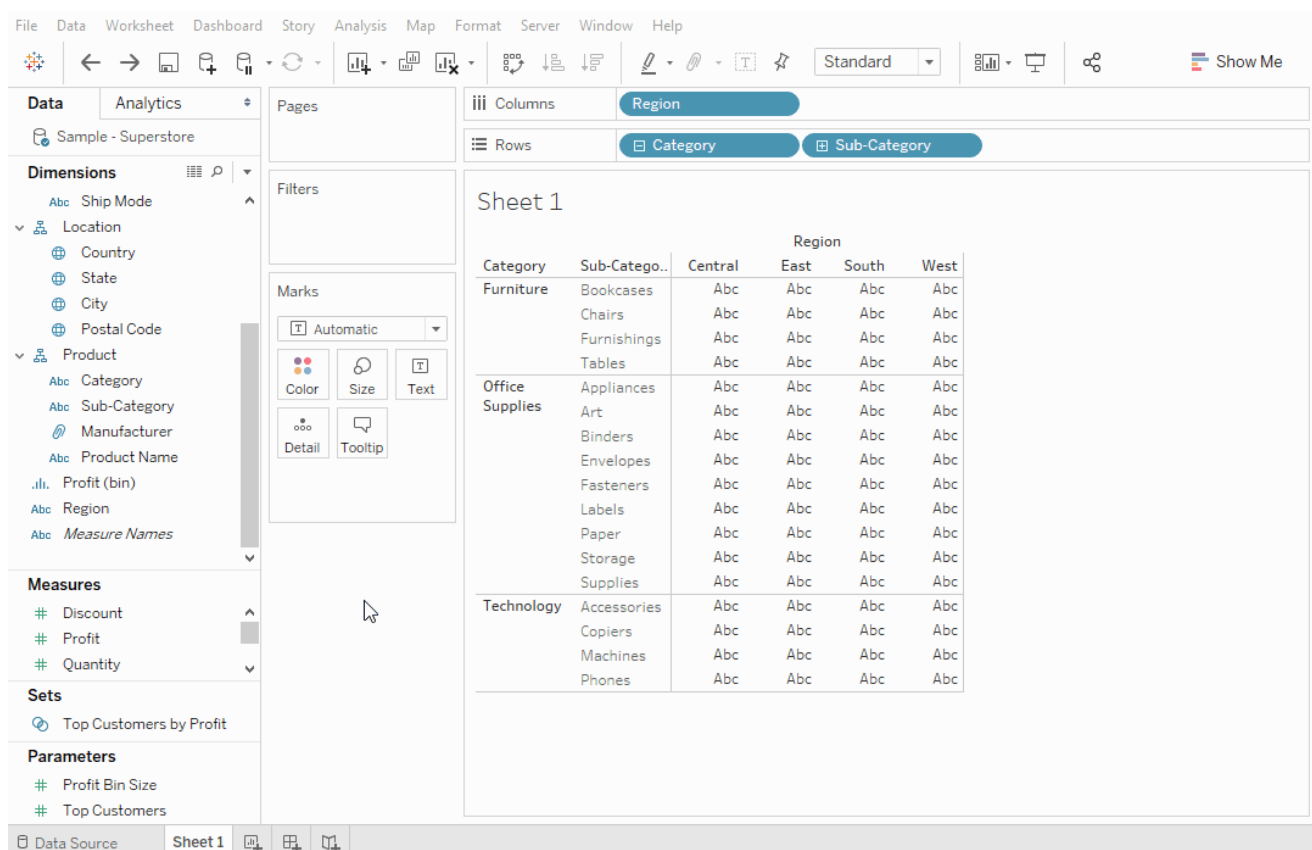 File Data Worksheet Dashboard Story Analysis Map Format Server Window Help
Standard
Show Me
Data Analytics
Sample - Superstore
Dimensions
Abc Ship Mode
Location
Country
State
City
Postal Code
Product
Abc Category
Abc Sub-Category
Manufacturer
Abc Product Name
Profit (bin)
Abc Region
Abc Measure Names
Measures
# Discount
# Profit
# Quantity
Sets
Top Customers by Profit
Parameters
# Profit Bin Size
# Top Customers
Pages
Filters
Marks
T Automatic
Color Size T Text
Detail Tooltip
iii Columns Region
Rows Category Sub-Category
Sheet 1
Region
Category Sub-Catego.. Central East South West
Furniture Bookcases Abc Abc Abc Abc
Chairs Abc Abc Abc Abc
Furnishings Abc Abc Abc Abc
Tables Abc Abc Abc Abc
Office Appliances Abc Abc Abc Abc
Supplies Art Abc Abc Abc Abc
Binders Abc Abc Abc Abc
Envelopes Abc Abc Abc Abc
Fasteners Abc Abc Abc Abc
Labels Abc Abc Abc Abc
Paper Abc Abc Abc Abc
Storage Abc Abc Abc Abc
Supplies Abc Abc Abc Abc
Technology Accessories Abc Abc Abc Abc
Copiers Abc Abc Abc Abc
Machines Abc Abc Abc Abc
Phones Abc Abc Abc Abc
Data Source Sheet 1